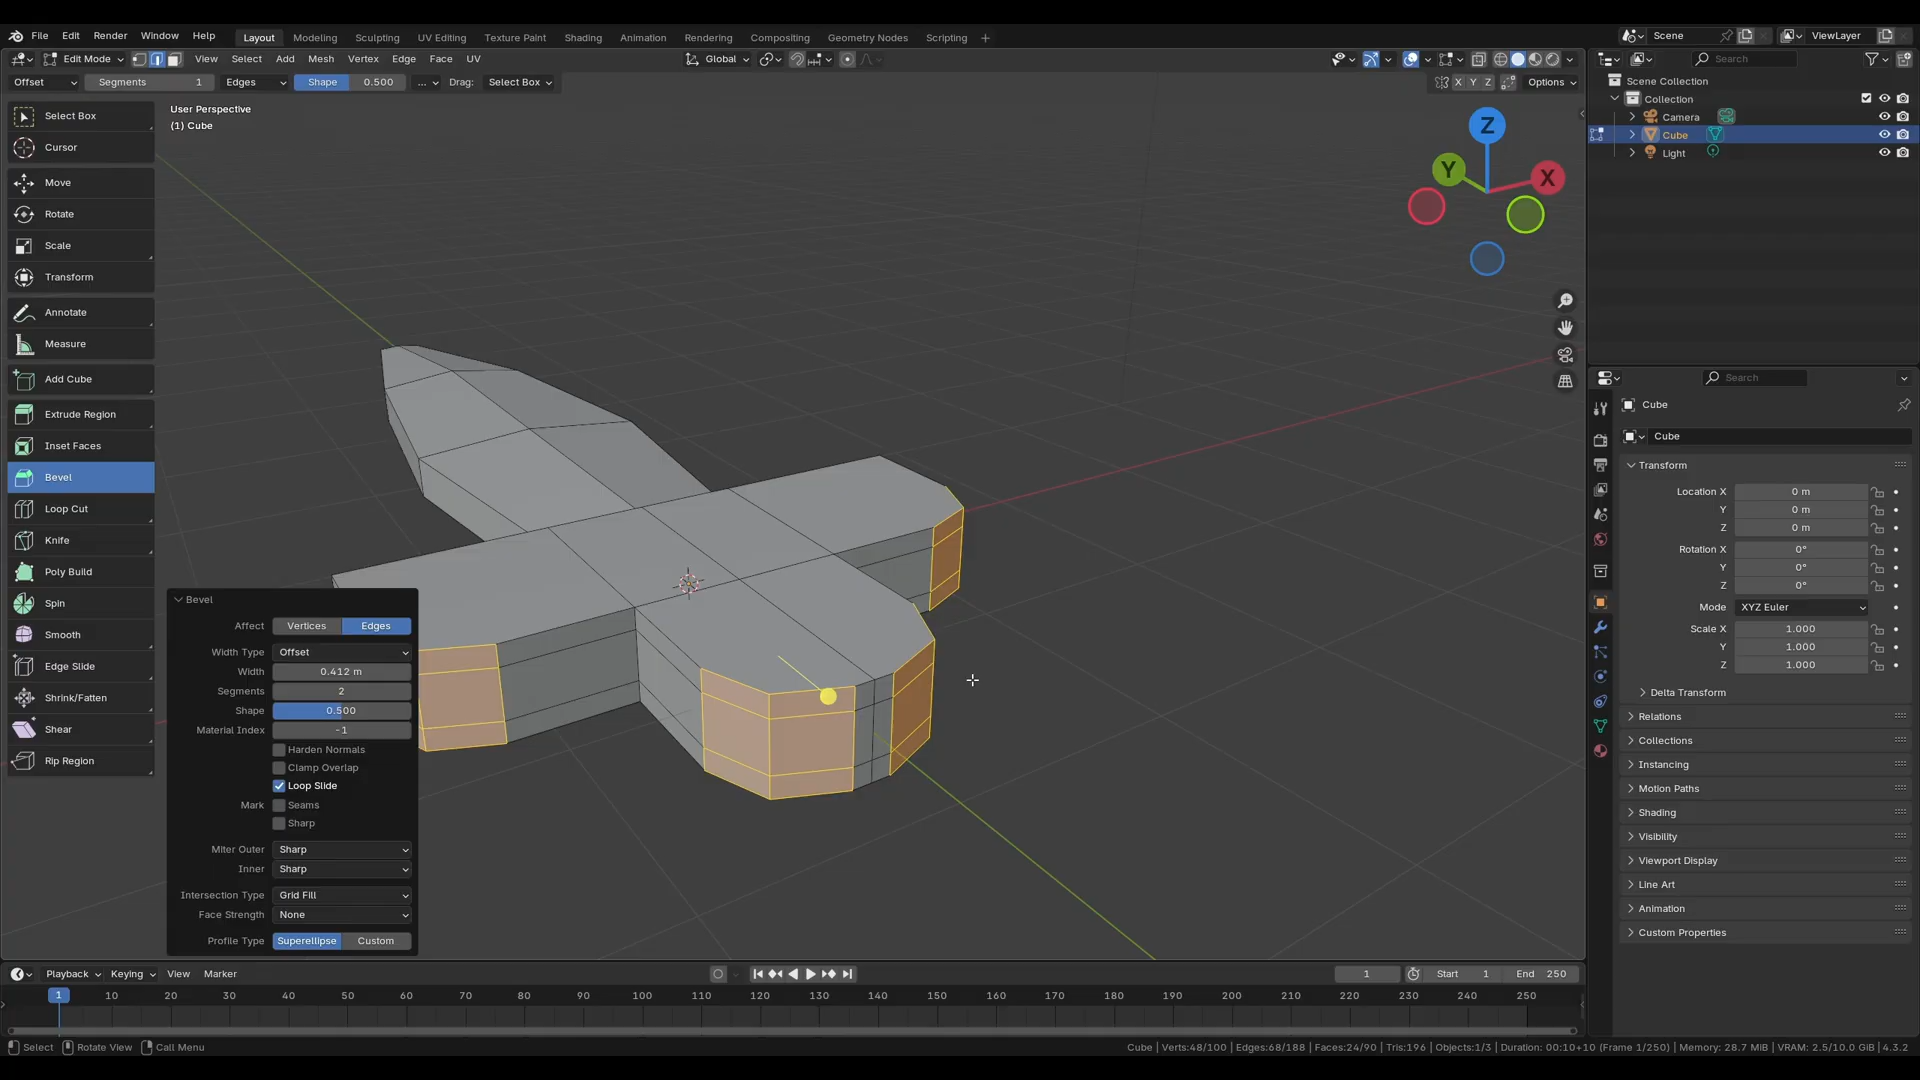 File Edit Render Window Help Layout Modeling Sculpting UV Editing Texture Paint Shading Animation Rendering Compositing Geometry Nodes Scripting + Scene ViewLayer
Edit Mode View Select Add Mesh Vertex Edge Face UV Global Search
Offset Segments 1 Edges Shape 0.500 ... Drag: Select Box X Y Z Options
Scene Collection
Collection
Camera
Cube
Light
User Perspective
(1) Cube
Z
Y
X
Select Box
Cursor
Move
Rotate
Scale
Transform
Annotate
Measure
Add Cube
Extrude Region
Inset Faces
Bevel
Loop Cut
Knife
Poly Build
Spin
Smooth
Edge Slide
Shrink/Fatten
Shear
Rip Region
Bevel
Affect Vertices Edges
Width Type Offset
Width 0.412 m
Segments 2
Shape 0.500
Material Index -1
Harden Normals
Clamp Overlap
Loop Slide
Mark Seams
Sharp
Miter Outer Sharp
Inner Sharp
Intersection Type Grid Fill
Face Strength None
Profile Type Superellipse Custom
Search
Cube
Cube
Transform
Location X 0 m
Y 0 m
Z 0 m
Rotation X 0°
Y 0°
Z 0°
Mode XYZ Euler
Scale X 1.000
Y 1.000
Z 1.000
Delta Transform
Relations
Collections
Instancing
Motion Paths
Shading
Visibility
Viewport Display
Line Art
Animation
Custom Properties
Playback Keying View Marker 1 Start 1 End 250
1 10 20 30 40 50 60 70 80 90 100 110 120 130 140 150 160 170 180 190 200 210 220 230 240 250
Select Rotate View Call Menu Cube | Verts:48/100 | Edges:68/188 | Faces:24/90 | Tris:196 | Objects:1/3 | Duration: 00:10+10 (Frame 1/250) | Memory: 28.7 MiB | VRAM: 2.5/10.0 GiB | 4.3.2